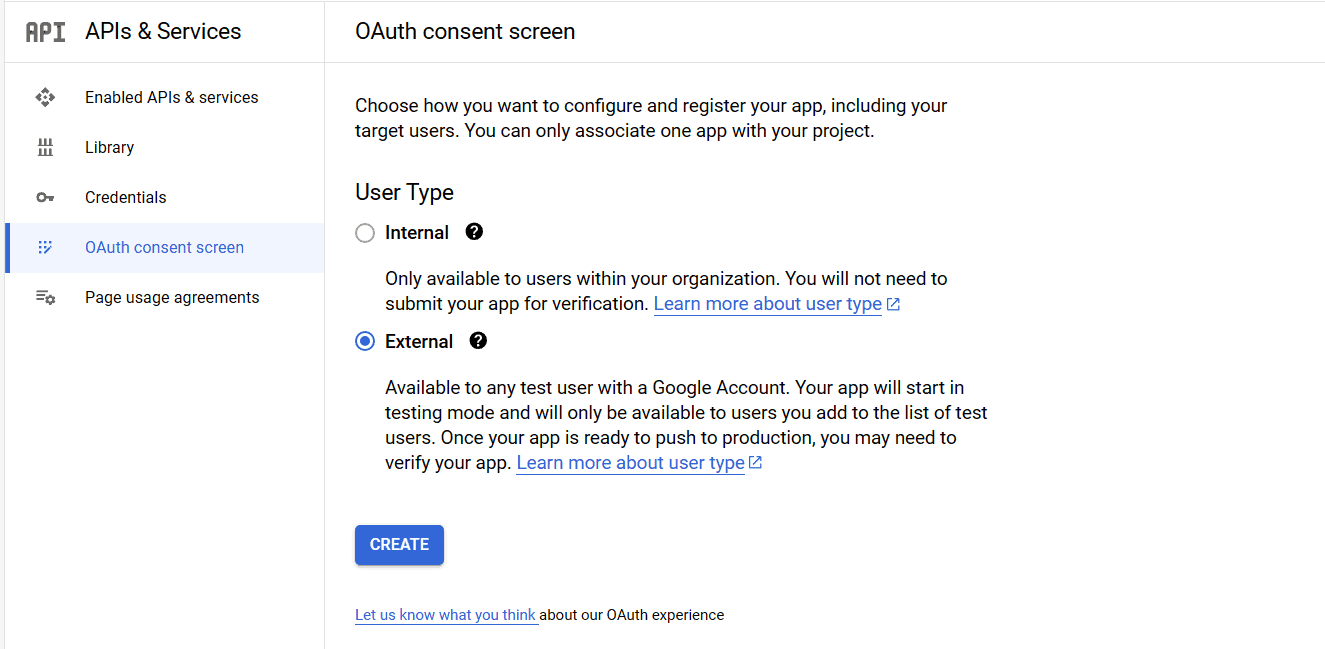 API APIs & Services
Enabled APIs & services
Library
Credentials
OAuth consent screen
Page usage agreements
OAuth consent screen
Choose how you want to configure and register your app, including your
target users. You can only associate one app with your project.
User Type
Internal ?
Only available to users within your organization. You will not need to
submit your app for verification. Learn more about user type
External ?
Available to any test user with a Google Account. Your app will start in
testing mode and will only be available to users you add to the list of test
users. Once your app is ready to push to production, you may need to
verify your app. Learn more about user type
CREATE
Let us know what you think about our OAuth experience